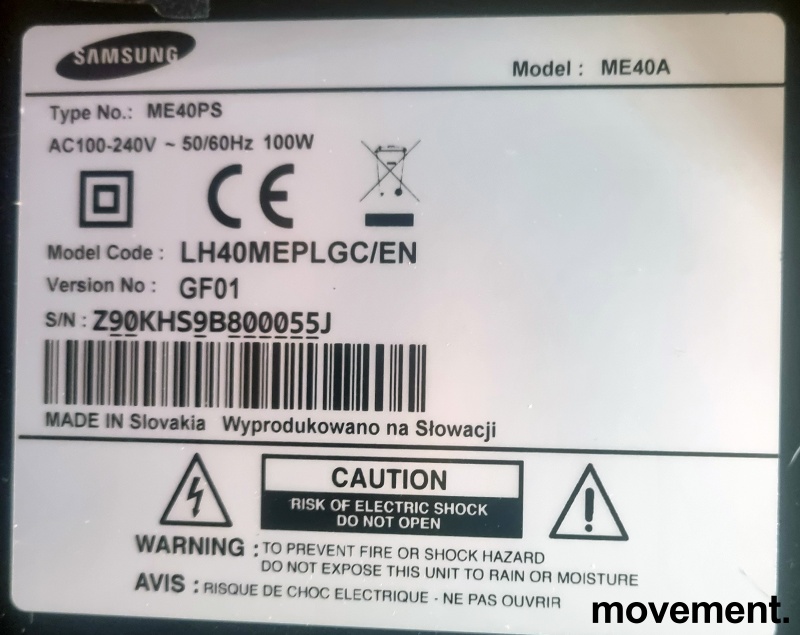 SAMSUNG
Model : ME40A
Type No.: ME40PS
AC100-240V ~ 50/60Hz 100W
CE
Model Code : LH40MEPLGC/EN
Version No : GF01
S/N : Z90KHS9B800055J
MADE IN Slovakia Wyprodukowano na Słowacji
CAUTION
RISK OF ELECTRIC SHOCK
DO NOT OPEN
WARNING : TO PREVENT FIRE OR SHOCK HAZARD
DO NOT EXPOSE THIS UNIT TO RAIN OR MOISTURE
AVIS : RISQUE DE CHOC ELECTRIQUE - NE PAS OUVRIR
movement.